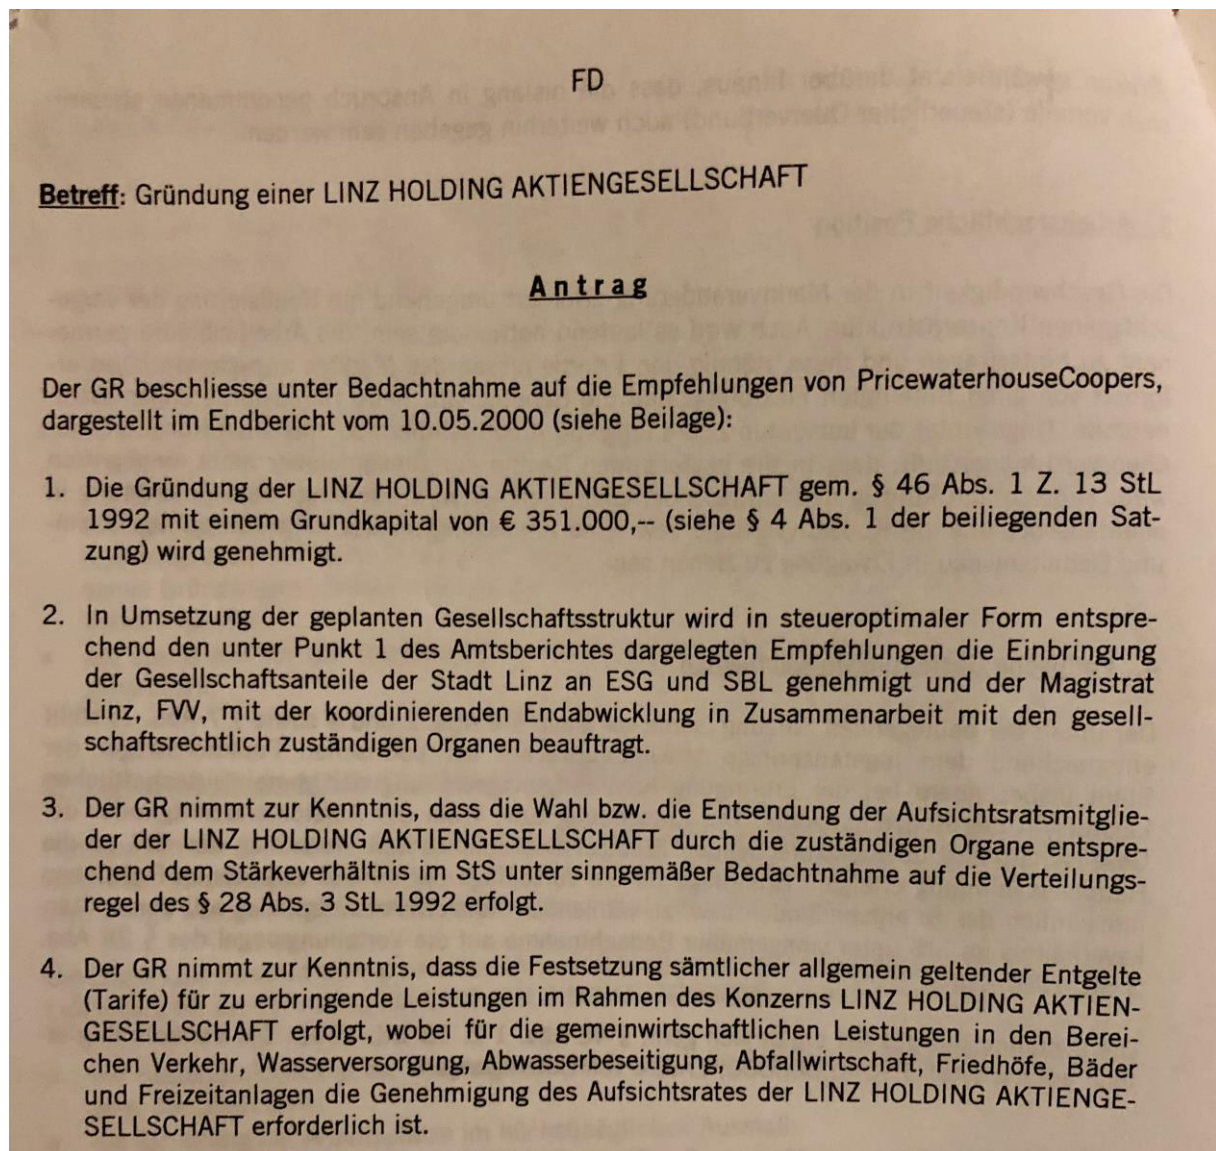 FD
Betreff: Gründung einer LINZ HOLDING AKTIENGESELLSCHAFT
Antrag
Der GR beschliesse unter Bedachtnahme auf die Empfehlungen von PricewaterhouseCoopers,
dargestellt im Endbericht vom 10.05.2000 (siehe Beilage):
1. Die Gründung der LINZ HOLDING AKTIENGESELLSCHAFT gem. § 46 Abs. 1 Z. 13 StL
1992 mit einem Grundkapital von € 351.000,-- (siehe § 4 Abs. 1 der beiliegenden Sat-
zung) wird genehmigt.
2. In Umsetzung der geplanten Gesellschaftsstruktur wird in steueroptimaler Form entspre-
chend den unter Punkt 1 des Amtsberichtes dargelegten Empfehlungen die Einbringung
der Gesellschaftsanteile der Stadt Linz an ESG und SBL genehmigt und der Magistrat
Linz, FVV, mit der koordinierenden Endabwicklung in Zusammenarbeit mit den gesell-
schaftsrechtlich zuständigen Organen beauftragt.
3. Der GR nimmt zur Kenntnis, dass die Wahl bzw. die Entsendung der Aufsichtsratsmitglie-
der der LINZ HOLDING AKTIENGESELLSCHAFT durch die zuständigen Organe entspre-
chend dem Stärkeverhältnis im StS unter sinngemäßer Bedachtnahme auf die Verteilungs-
regel des § 28 Abs. 3 StL 1992 erfolgt.
4. Der GR nimmt zur Kenntnis, dass die Festsetzung sämtlicher allgemein geltender Entgelte
(Tarife) für zu erbringende Leistungen im Rahmen des Konzerns LINZ HOLDING AKTIEN-
GESELLSCHAFT erfolgt, wobei für die gemeinwirtschaftlichen Leistungen in den Berei-
chen Verkehr, Wasserversorgung, Abwasserbeseitigung, Abfallwirtschaft, Friedhöfe, Bäder
und Freizeitanlagen die Genehmigung des Aufsichtsrates der LINZ HOLDING AKTIENGE-
SELLSCHAFT erforderlich ist.